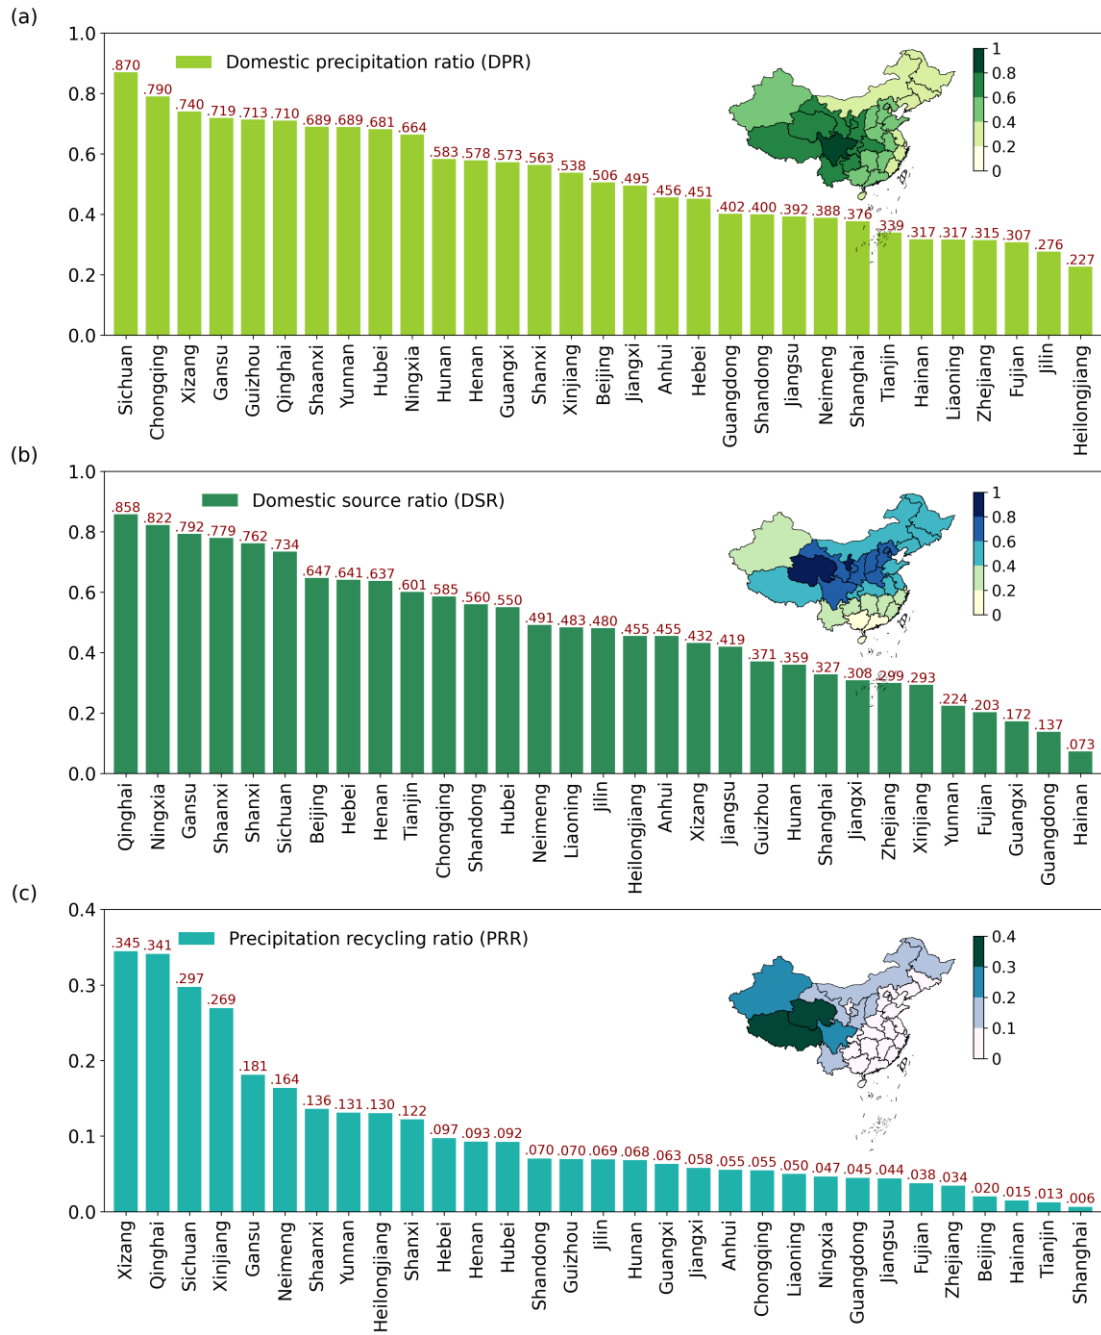 (a)
1.0
0.8
0.6
0.4
0.2
0.0
Domestic precipitation ratio (DPR)
1
0.8
0.6
0.4
0.2
0
.870 .790 .740 .719 .713 .710 .689 .689 .681 .664 .583 .578 .573 .563 .538 .506 .495 .456 .451 .402 .400 .392 .388 .376 .339 .317 .317 .315 .307 .276 .227
Sichuan Chongqing Xizang Gansu Guizhou Qinghai Shaanxi Yunnan Hubei Ningxia Hunan Henan Guangxi Shanxi Xinjiang Beijing Jiangxi Anhui Hebei Guangdong Shandong Jiangsu Neimeng Shanghai Tianjin Hainan Liaoning Zhejiang Fujian Jilin Heilongjiang
(b)
1.0
0.8
0.6
0.4
0.2
0.0
Domestic source ratio (DSR)
1
0.8
0.6
0.4
0.2
0
.858 .822 .792 .779 .762 .734 .647 .641 .637 .601 .585 .560 .550 .491 .483 .480 .455 .455 .432 .419 .371 .359 .327 .308 .299 .293 .224 .203 .172 .137 .073
Qinghai Ningxia Gansu Shaanxi Shanxi Sichuan Beijing Hebei Henan Tianjin Chongqing Shandong Hubei Neimeng Liaoning Jilin Heilongjiang Anhui Xizang Jiangsu Guizhou Hunan Shanghai Jiangxi Zhejiang Xinjiang Yunnan Fujian Guangxi Guangdong Hainan
(c)
0.4
0.3
0.2
0.1
0.0
Precipitation recycling ratio (PRR)
0.4
0.3
0.2
0.1
0
.345 .341 .297 .269 .181 .164 .136 .131 .130 .122 .097 .093 .092 .070 .070 .069 .068 .063 .058 .055 .055 .050 .047 .045 .044 .038 .034 .020 .015 .013 .006
Xizang Qinghai Sichuan Xinjiang Gansu Neimeng Shaanxi Yunnan Heilongjiang Shanxi Hebei Henan Hubei Shandong Guizhou Jilin Hunan Guangxi Jiangxi Anhui Chongqing Liaoning Ningxia Guangdong Jiangsu Fujian Zhejiang Beijing Hainan Tianjin Shanghai